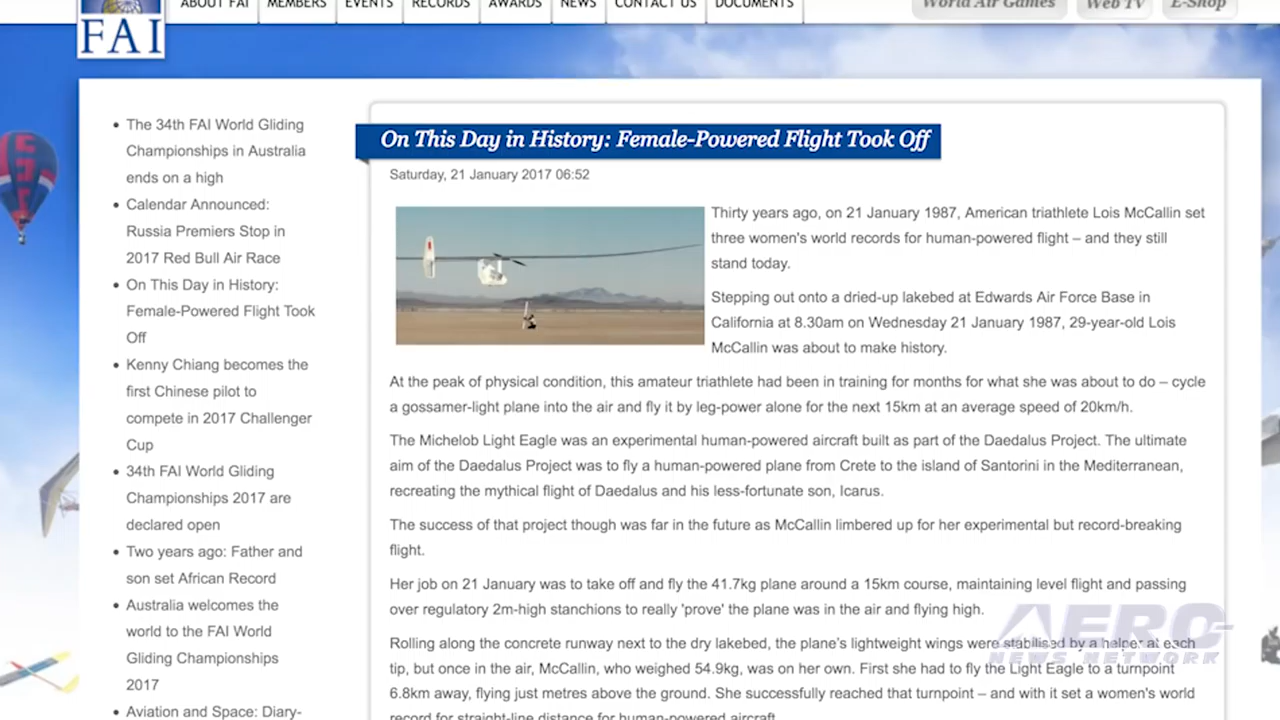 ABOUT FAI MEMBERS EVENTS RECORDS AWARDS NEWS CONTACT US DOCUMENTS
World Air Games Web TV E-Shop
FAI
The 34th FAI World Gliding
Championships in Australia
ends on a high
Calendar Announced:
Russia Premiers Stop in
2017 Red Bull Air Race
On This Day in History:
Female-Powered Flight Took
Off
Kenny Chiang becomes the
first Chinese pilot to
compete in 2017 Challenger
Cup
34th FAI World Gliding
Championships 2017 are
declared open
Two years ago: Father and
son set African Record
Australia welcomes the
world to the FAI World
Gliding Championships
2017
Aviation and Space: Diary-
On This Day in History: Female-Powered Flight Took Off
Saturday, 21 January 2017 06:52
Thirty years ago, on 21 January 1987, American triathlete Lois McCallin set
three women's world records for human-powered flight – and they still
stand today.
Stepping out onto a dried-up lakebed at Edwards Air Force Base in
California at 8.30am on Wednesday 21 January 1987, 29-year-old Lois
McCallin was about to make history.
At the peak of physical condition, this amateur triathlete had been in training for months for what she was about to do – cycle
a gossamer-light plane into the air and fly it by leg-power alone for the next 15km at an average speed of 20km/h.
The Michelob Light Eagle was an experimental human-powered aircraft built as part of the Daedalus Project. The ultimate
aim of the Daedalus Project was to fly a human-powered plane from Crete to the island of Santorini in the Mediterranean,
recreating the mythical flight of Daedalus and his less-fortunate son, Icarus.
The success of that project though was far in the future as McCallin limbered up for her experimental but record-breaking
flight.
Her job on 21 January was to take off and fly the 41.7kg plane around a 15km course, maintaining level flight and passing
over regulatory 2m-high stanchions to really 'prove' the plane was in the air and flying high.
Rolling along the concrete runway next to the dry lakebed, the plane's lightweight wings were stabilised by a helper at each
tip, but once in the air, McCallin, who weighed 54.9kg, was on her own. First she had to fly the Light Eagle to a turnpoint
6.8km away, flying just metres above the ground. She successfully reached that turnpoint – and with it set a women's world
record for straight-line distance for human-powered aircraft.
AERO
NEWS NETWORK